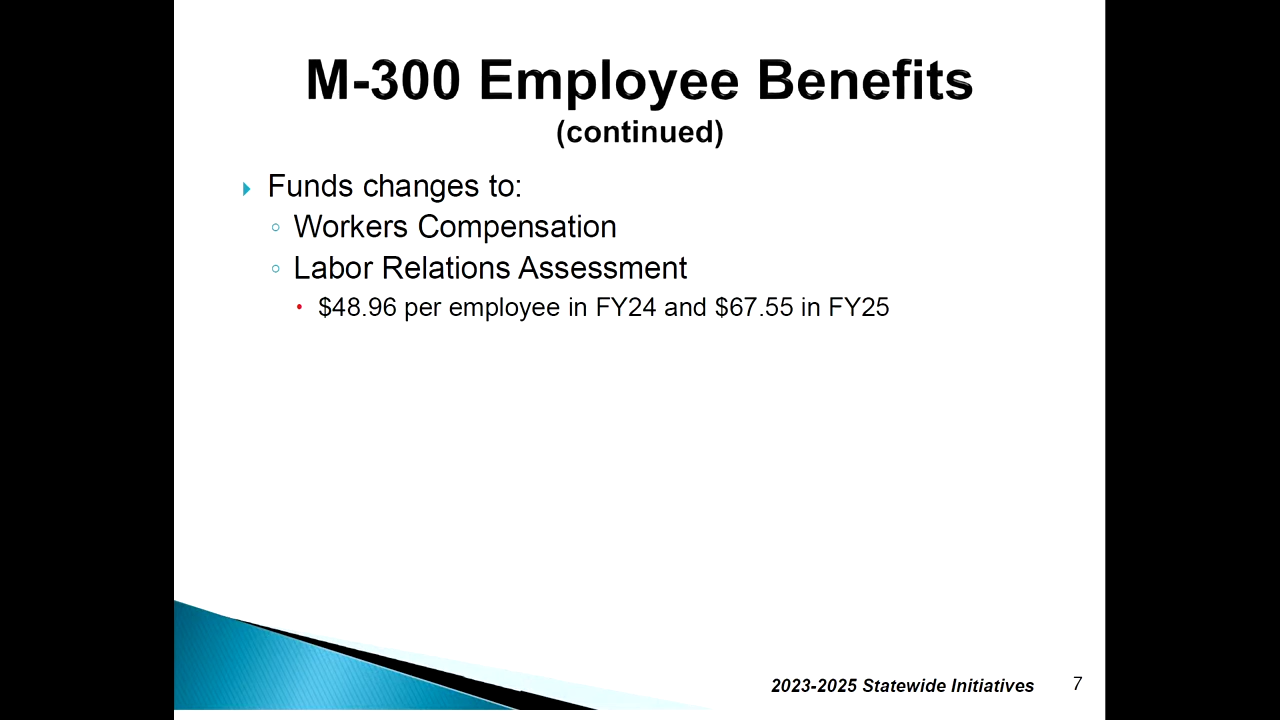 M-300 Employee Benefits
(continued)
Funds changes to:
Workers Compensation
Labor Relations Assessment
$48.96 per employee in FY24 and $67.55 in FY25
2023-2025 Statewide Initiatives 7